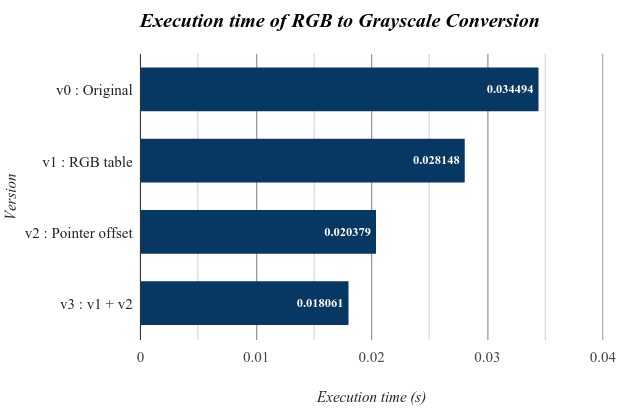 Execution time of RGB to Grayscale Conversion
Version
v0 : Original
0.034494
v1 : RGB table
0.028148
v2 : Pointer offset
0.020379
v3 : v1 + v2
0.018061
0
0.01
0.02
0.03
0.04
Execution time (s)